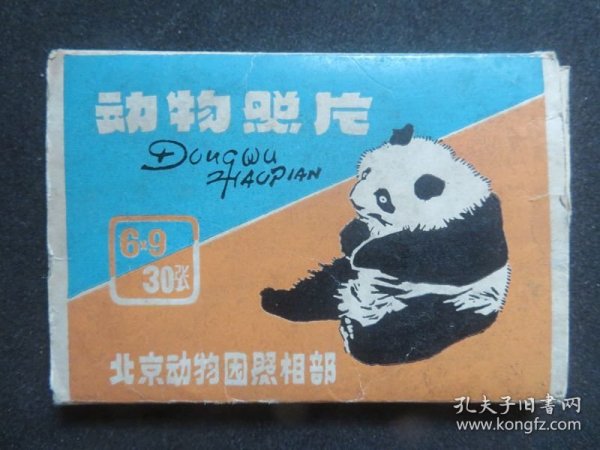 动物照片
DongWu
ZHAOPIAN
6×9
30张
北京动物园照相部
孔夫子旧书网
www.kongfz.com